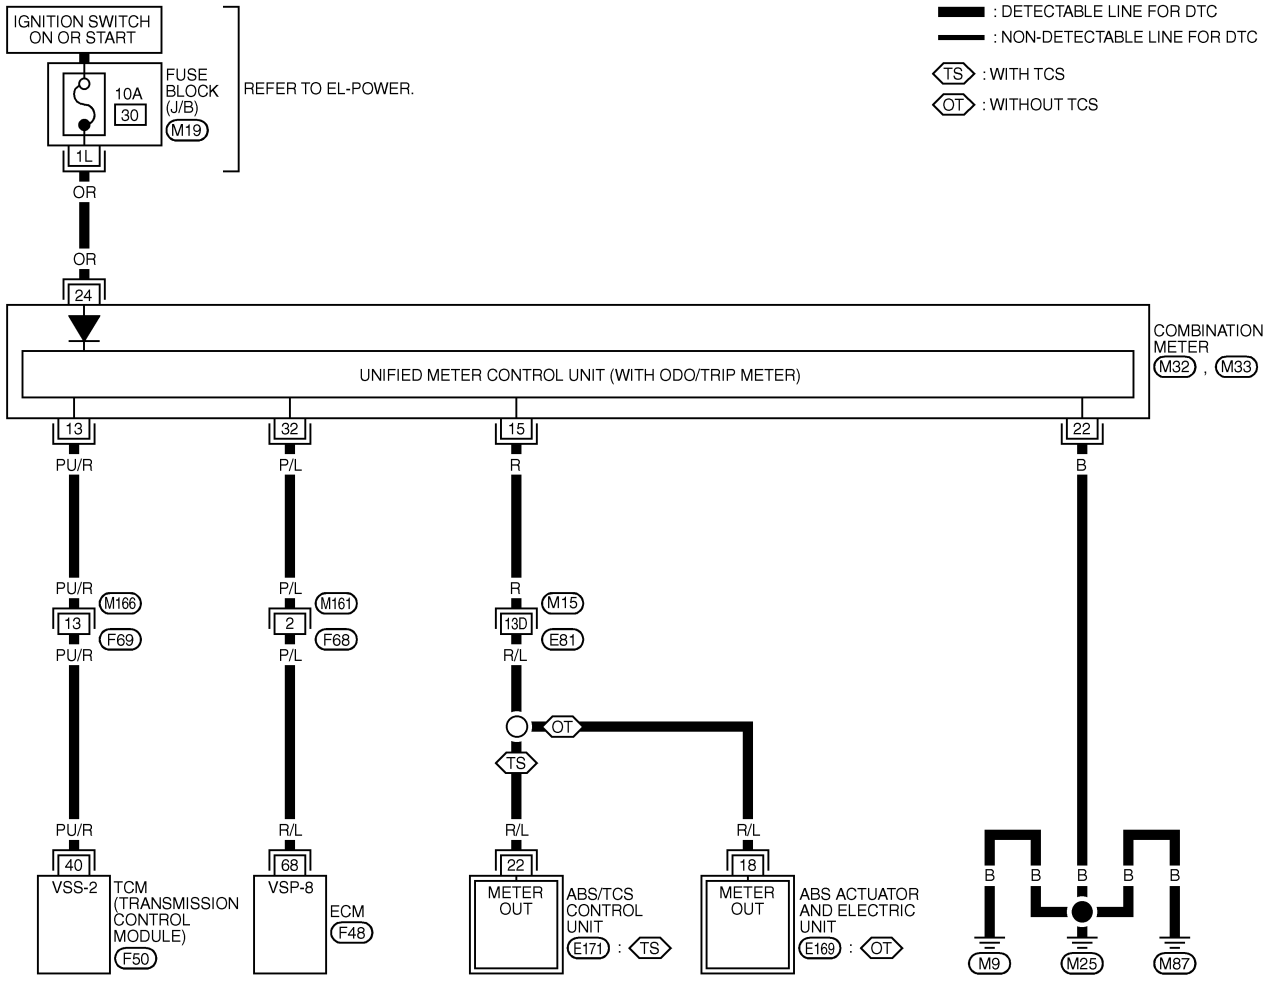 IGNITION SWITCH
ON OR START
FUSE
BLOCK
(J/B)
M19
10A
30
REFER TO EL-POWER.
: DETECTABLE LINE FOR DTC
: NON-DETECTABLE LINE FOR DTC
TS : WITH TCS
OT : WITHOUT TCS
1L
OR
OR
24
UNIFIED METER CONTROL UNIT (WITH ODO/TRIP METER)
COMBINATION
METER
M32 , M33
13 32 15 22
PU/R P/L R B
PU/R P/L R
M166 M161 M15
13 2 13D
F69 F68 E81
PU/R P/L R/L
OT
TS
PU/R R/L R/L R/L
40 68 22 18
B B B B B
VSS-2
TCM
(TRANSMISSION
CONTROL
MODULE)
F50
VSP-8
ECM
F48
METER
OUT
ABS/TCS
CONTROL
UNIT
E171 : TS
METER
OUT
ABS ACTUATOR
AND ELECTRIC
UNIT
E169 : OT
M9 M25 M87